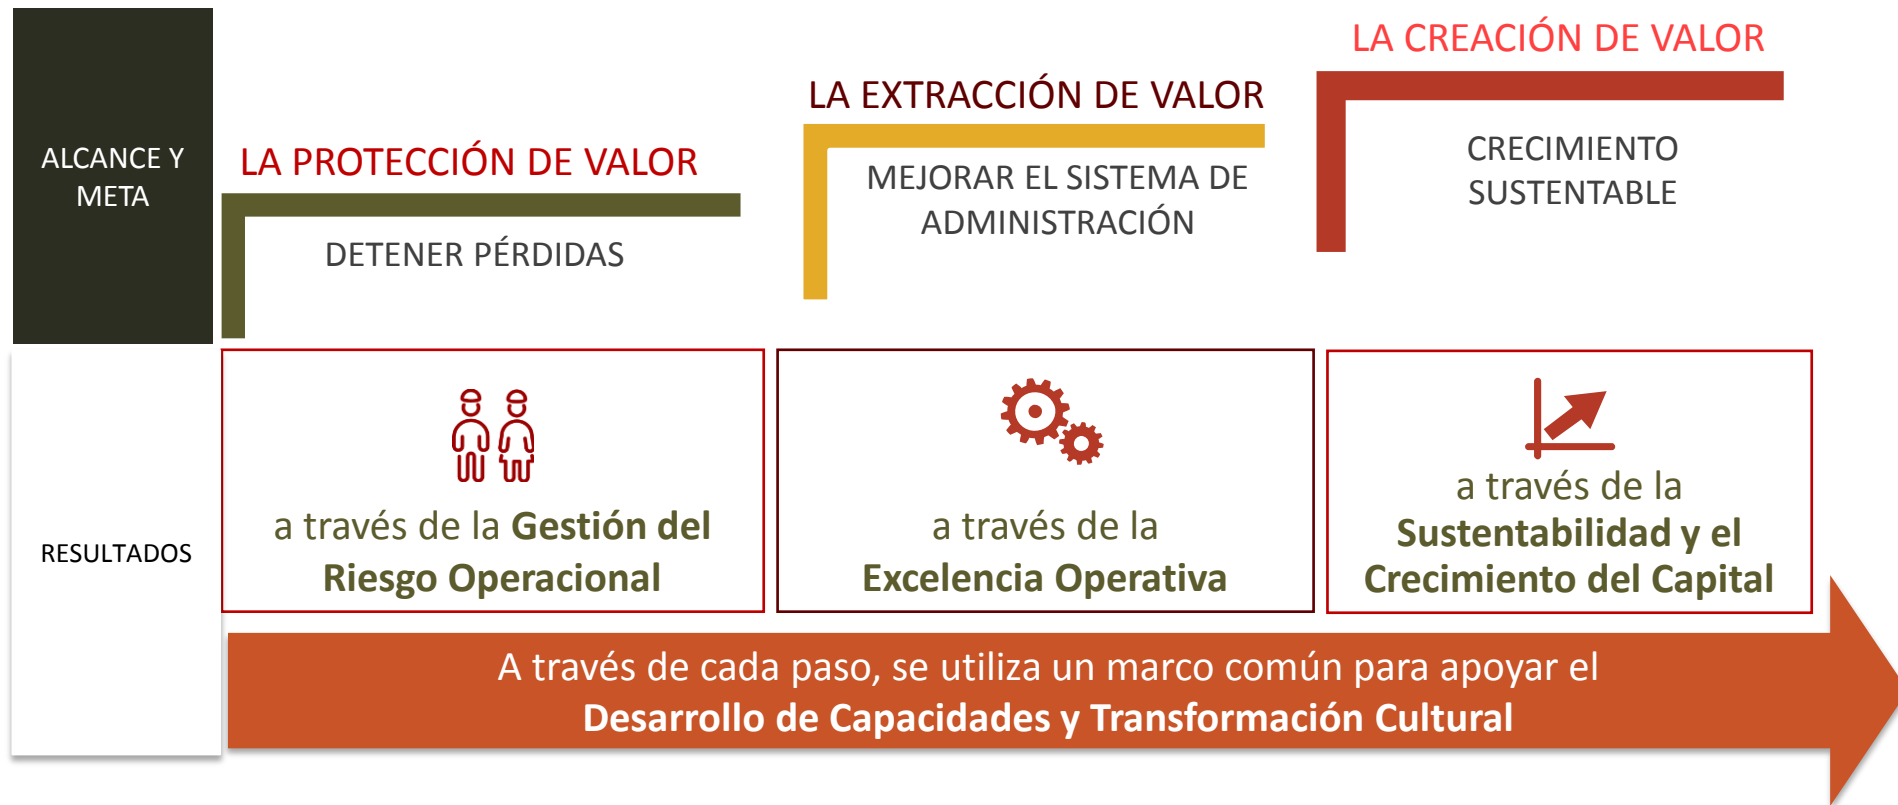 ALCANCE Y
META
LA PROTECCIÓN DE VALOR
DETENER PÉRDIDAS
LA EXTRACCIÓN DE VALOR
MEJORAR EL SISTEMA DE
ADMINISTRACIÓN
LA CREACIÓN DE VALOR
CRECIMIENTO
SUSTENTABLE
RESULTADOS
a través de la Gestión del
Riesgo Operacional
a través de la
Excelencia Operativa
a través de la
Sustentabilidad y el
Crecimiento del Capital
A través de cada paso, se utiliza un marco común para apoyar el
Desarrollo de Capacidades y Transformación Cultural